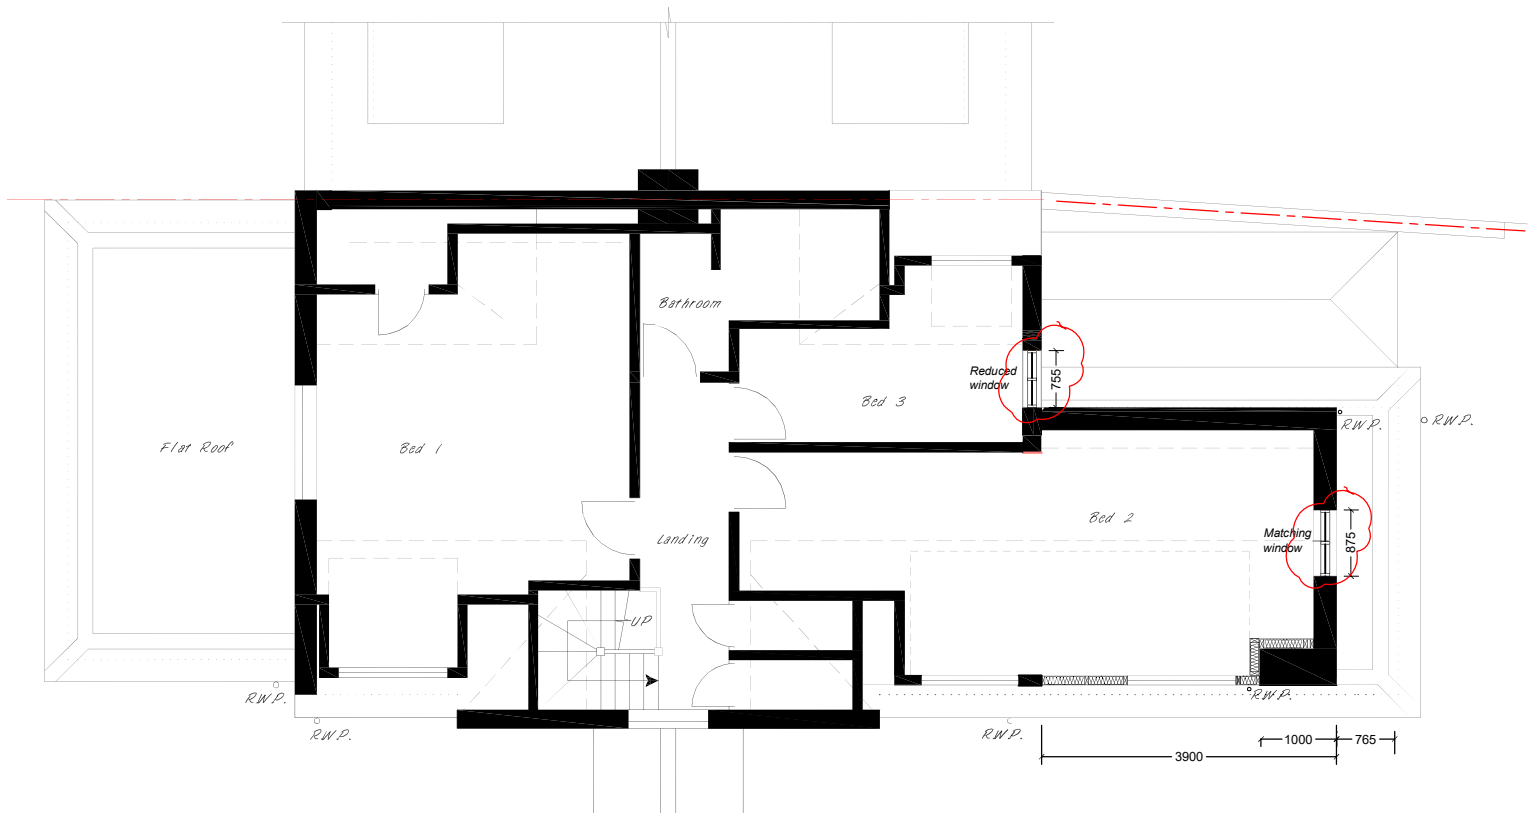 Bathroom
Reduced
window
755
Bed 3
R.W.P.
R.W.P.
Flat Roof
Bed 1
Bed 2
Matching
window
875
Landing
UP
R.W.P.
R.W.P.
R.W.P.
R.W.P.
1000
765
3900